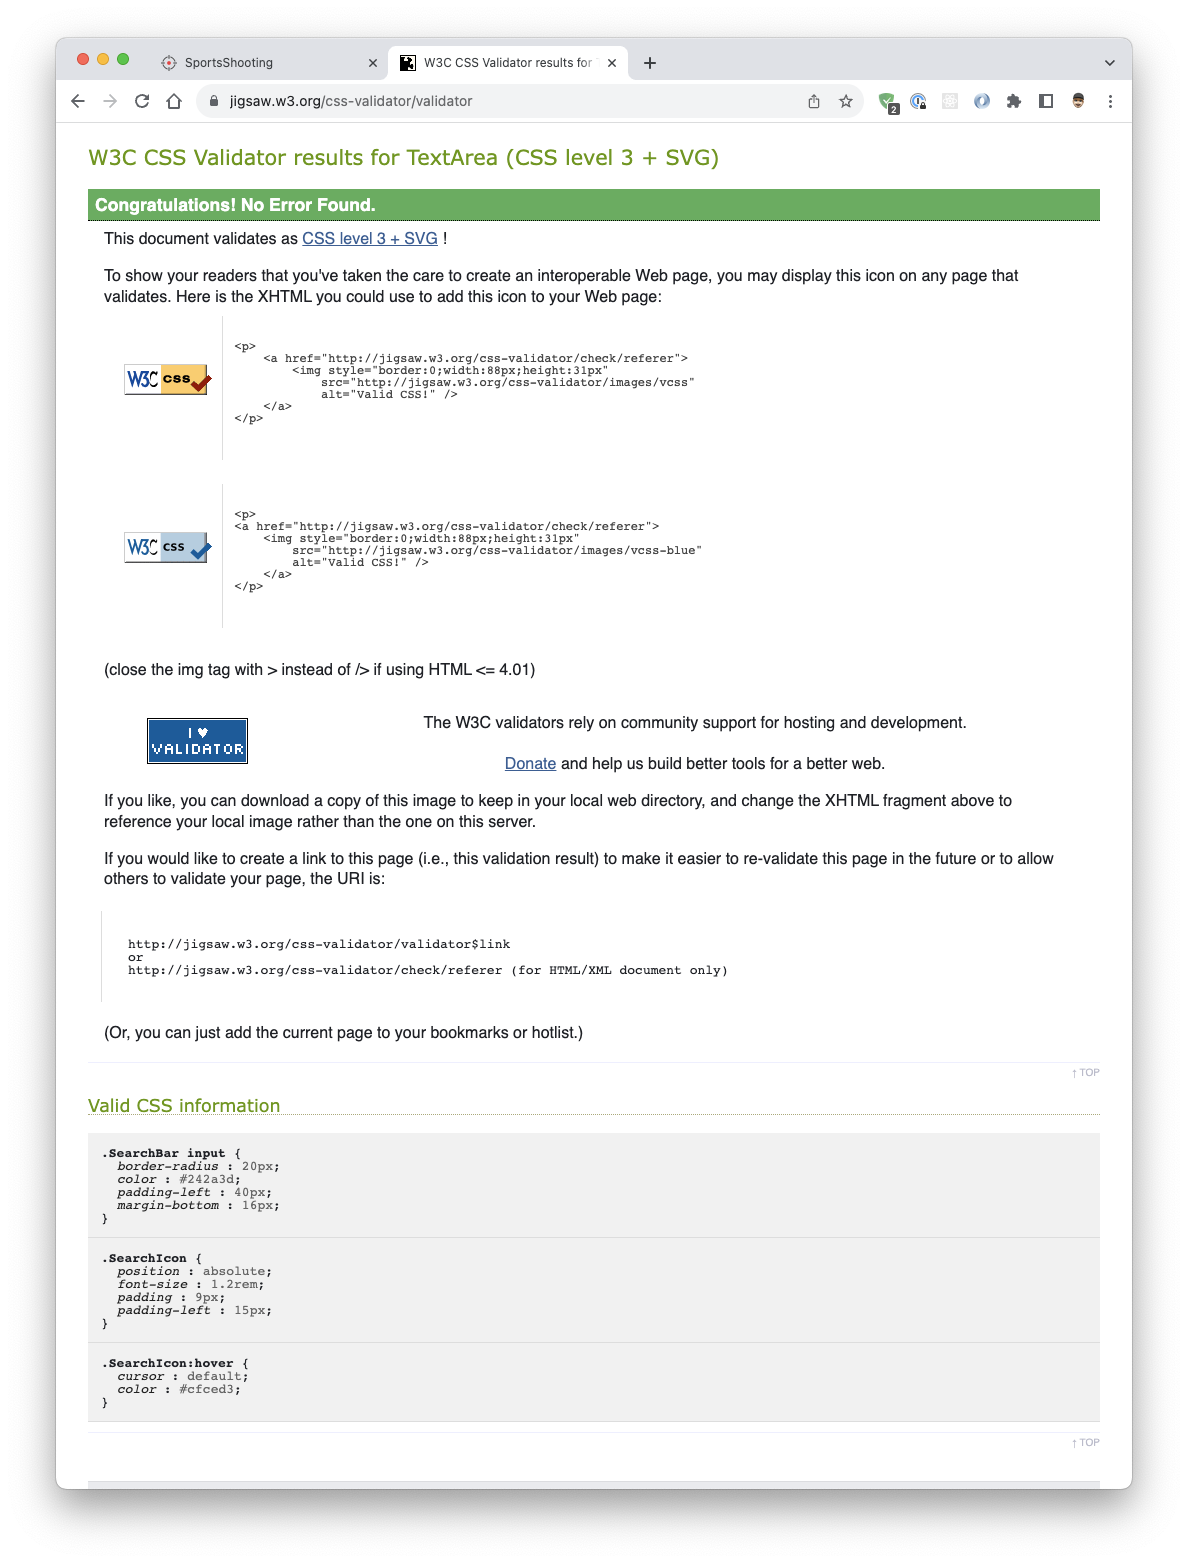 SportsShooting
W3C CSS Validator results for
jigsaw.w3.org/css-validator/validator
2
W3C CSS Validator results for TextArea (CSS level 3 + SVG)
Congratulations! No Error Found.
This document validates as CSS level 3 + SVG !
To show your readers that you've taken the care to create an interoperable Web page, you may display this icon on any page that
validates. Here is the XHTML you could use to add this icon to your Web page:
W3C css
<p>
    <a href="http://jigsaw.w3.org/css-validator/check/referer">
        <img style="border:0;width:88px;height:31px"
            src="http://jigsaw.w3.org/css-validator/images/vcss"
            alt="Valid CSS!" />
    </a>
</p>
W3C css
<p>
<a href="http://jigsaw.w3.org/css-validator/check/referer">
    <img style="border:0;width:88px;height:31px"
        src="http://jigsaw.w3.org/css-validator/images/vcss-blue"
        alt="Valid CSS!" />
    </a>
</p>
(close the img tag with > instead of /> if using HTML <= 4.01)
I ♥
VALIDATOR
The W3C validators rely on community support for hosting and development.
Donate and help us build better tools for a better web.
If you like, you can download a copy of this image to keep in your local web directory, and change the XHTML fragment above to
reference your local image rather than the one on this server.
If you would like to create a link to this page (i.e., this validation result) to make it easier to re-validate this page in the future or to allow
others to validate your page, the URI is:
http://jigsaw.w3.org/css-validator/validator$link
or
http://jigsaw.w3.org/css-validator/check/referer (for HTML/XML document only)
(Or, you can just add the current page to your bookmarks or hotlist.)
↑ TOP
Valid CSS information
.SearchBar input {
  border-radius : 20px;
  color : #242a3d;
  padding-left : 40px;
  margin-bottom : 16px;
}
.SearchIcon {
  position : absolute;
  font-size : 1.2rem;
  padding : 9px;
  padding-left : 15px;
}
.SearchIcon:hover {
  cursor : default;
  color : #cfced3;
}
↑ TOP